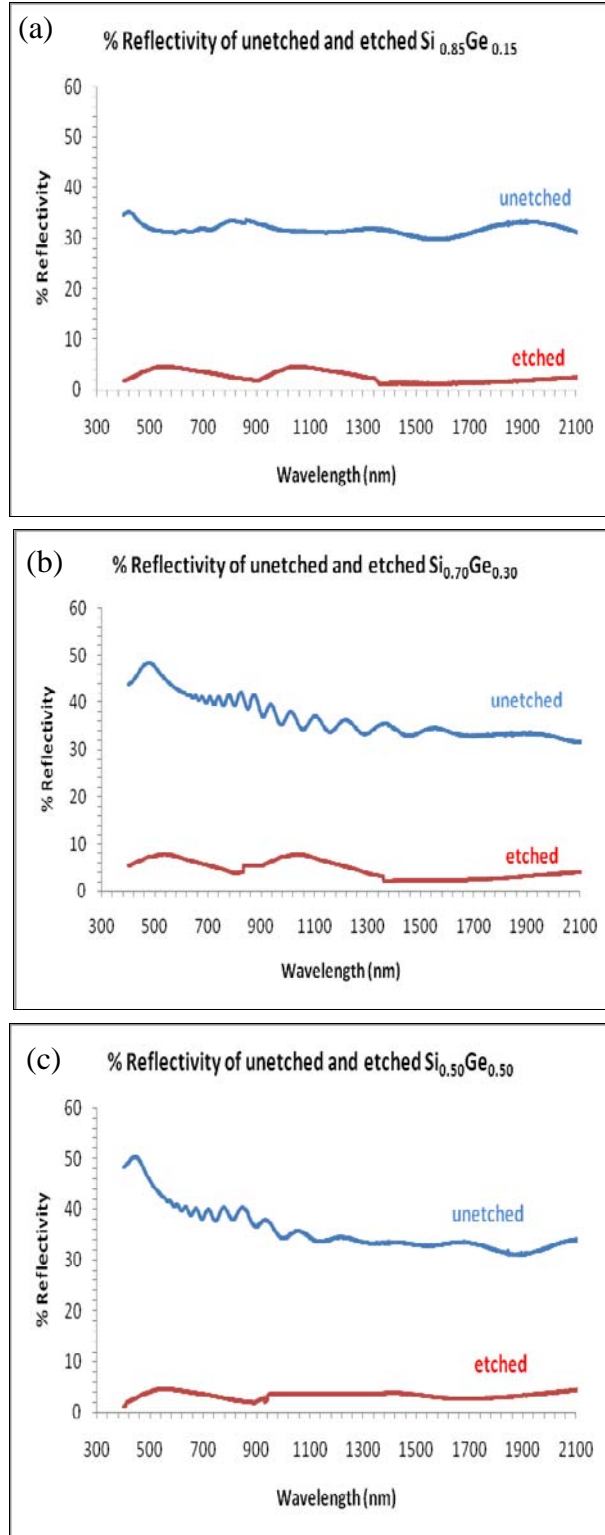 (a)
% Reflectivity of unetched and etched Si 0.85Ge 0.15
60
50
40
30
20
10
0
% Reflectivity
unetched
etched
300 500 700 900 1100 1300 1500 1700 1900 2100
Wavelength (nm)
(b)
% Reflectivity of unetched and etched Si0.70Ge0.30
60
50
40
30
20
10
0
% Reflectivity
unetched
etched
300 500 700 900 1100 1300 1500 1700 1900 2100
Wavelength (nm)
(c)
% Reflectivity of unetched and etched Si0.50Ge0.50
60
50
40
30
20
10
0
% Reflectivity
unetched
etched
300 500 700 900 1100 1300 1500 1700 1900 2100
Wavelength (nm)